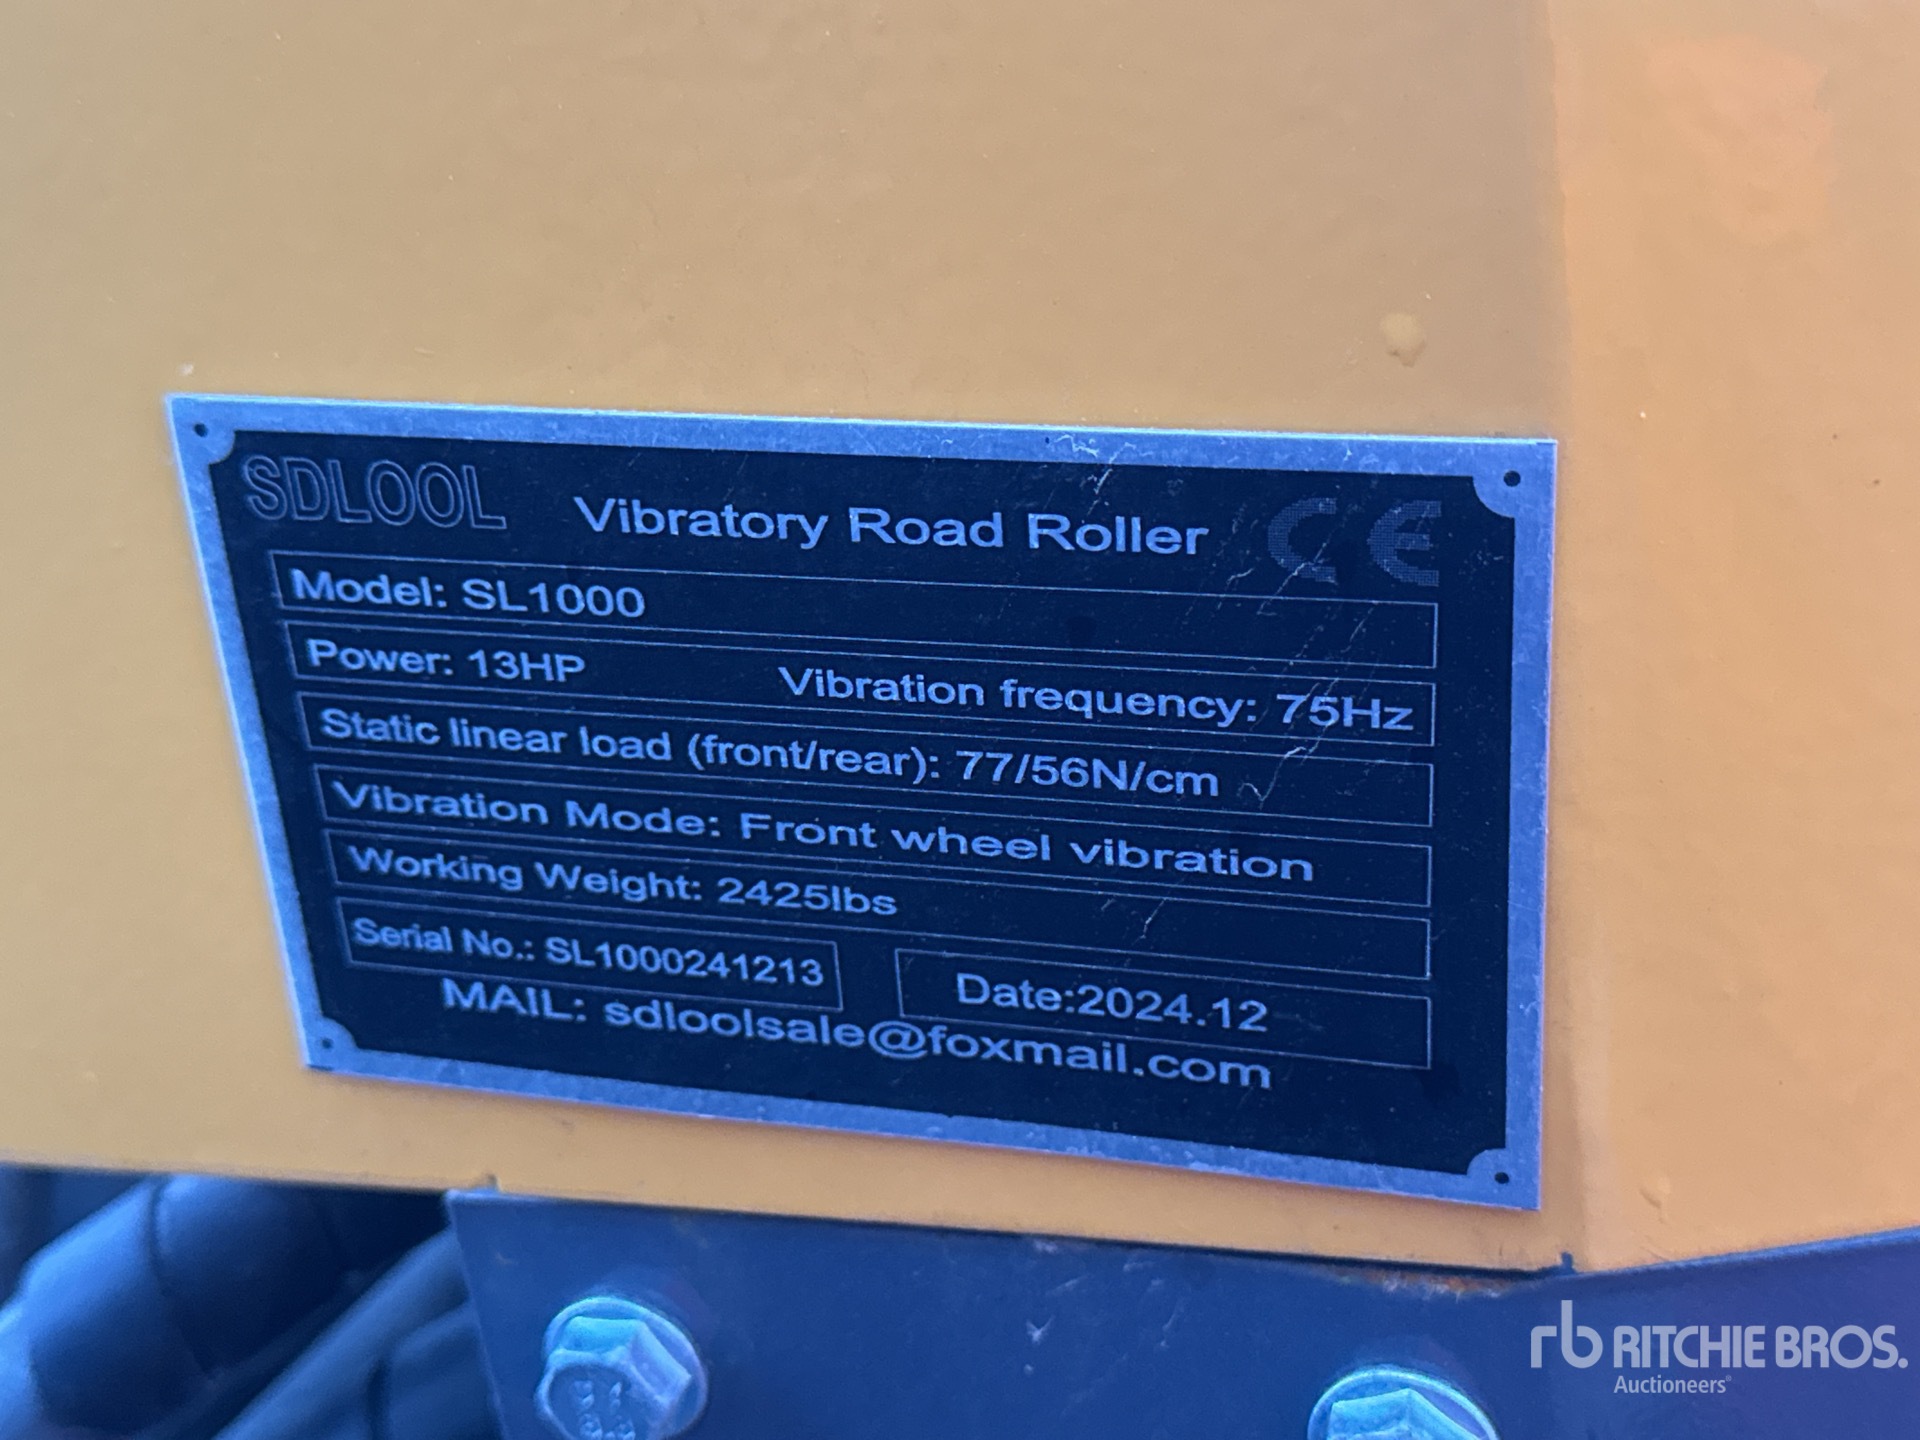 SDLOOL Vibratory Road Roller CE
Model: SL1000
Power: 13HP Vibration frequency: 75Hz
Static linear load (front/rear): 77/56N/cm
Vibration Mode: Front wheel vibration
Working Weight: 2425lbs
Serial No.: SL1000241213 Date:2024.12
MAIL: sdloolsale@foxmail.com
rb RITCHIE BROS.
Auctioneers